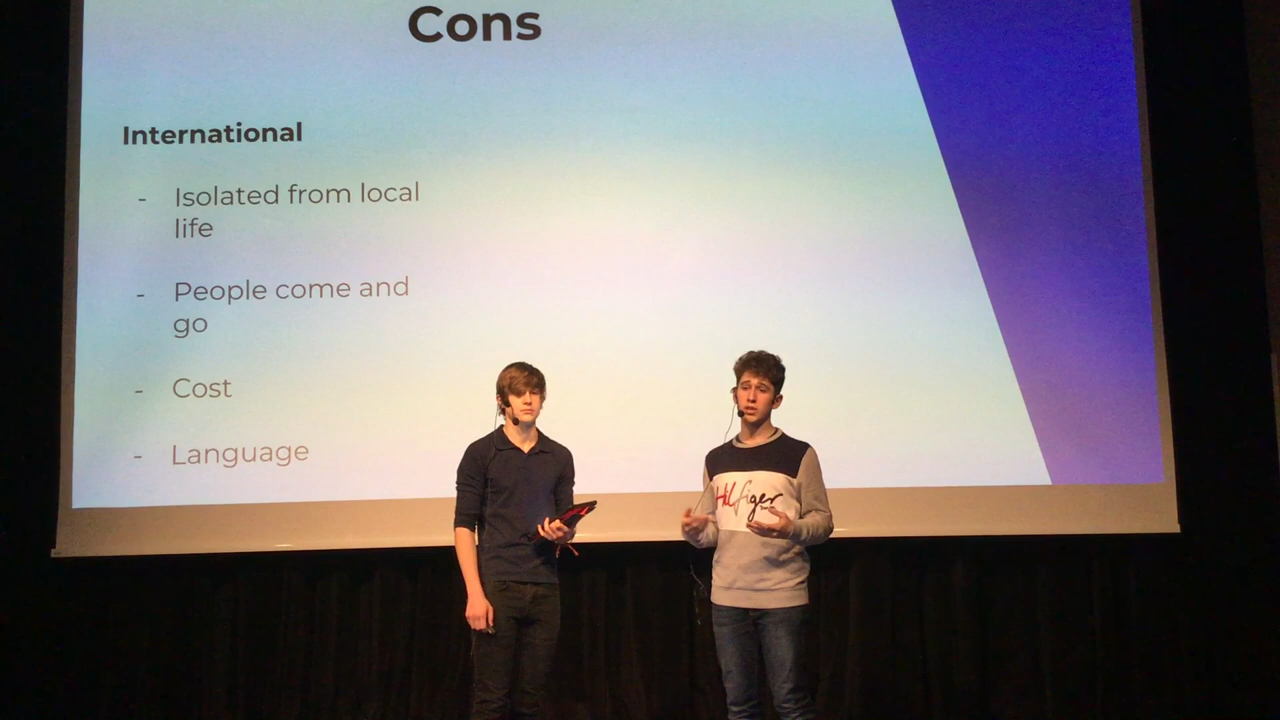 Cons
International
- Isolated from local
life
- People come and
go
- Cost
- Language
Hilfiger